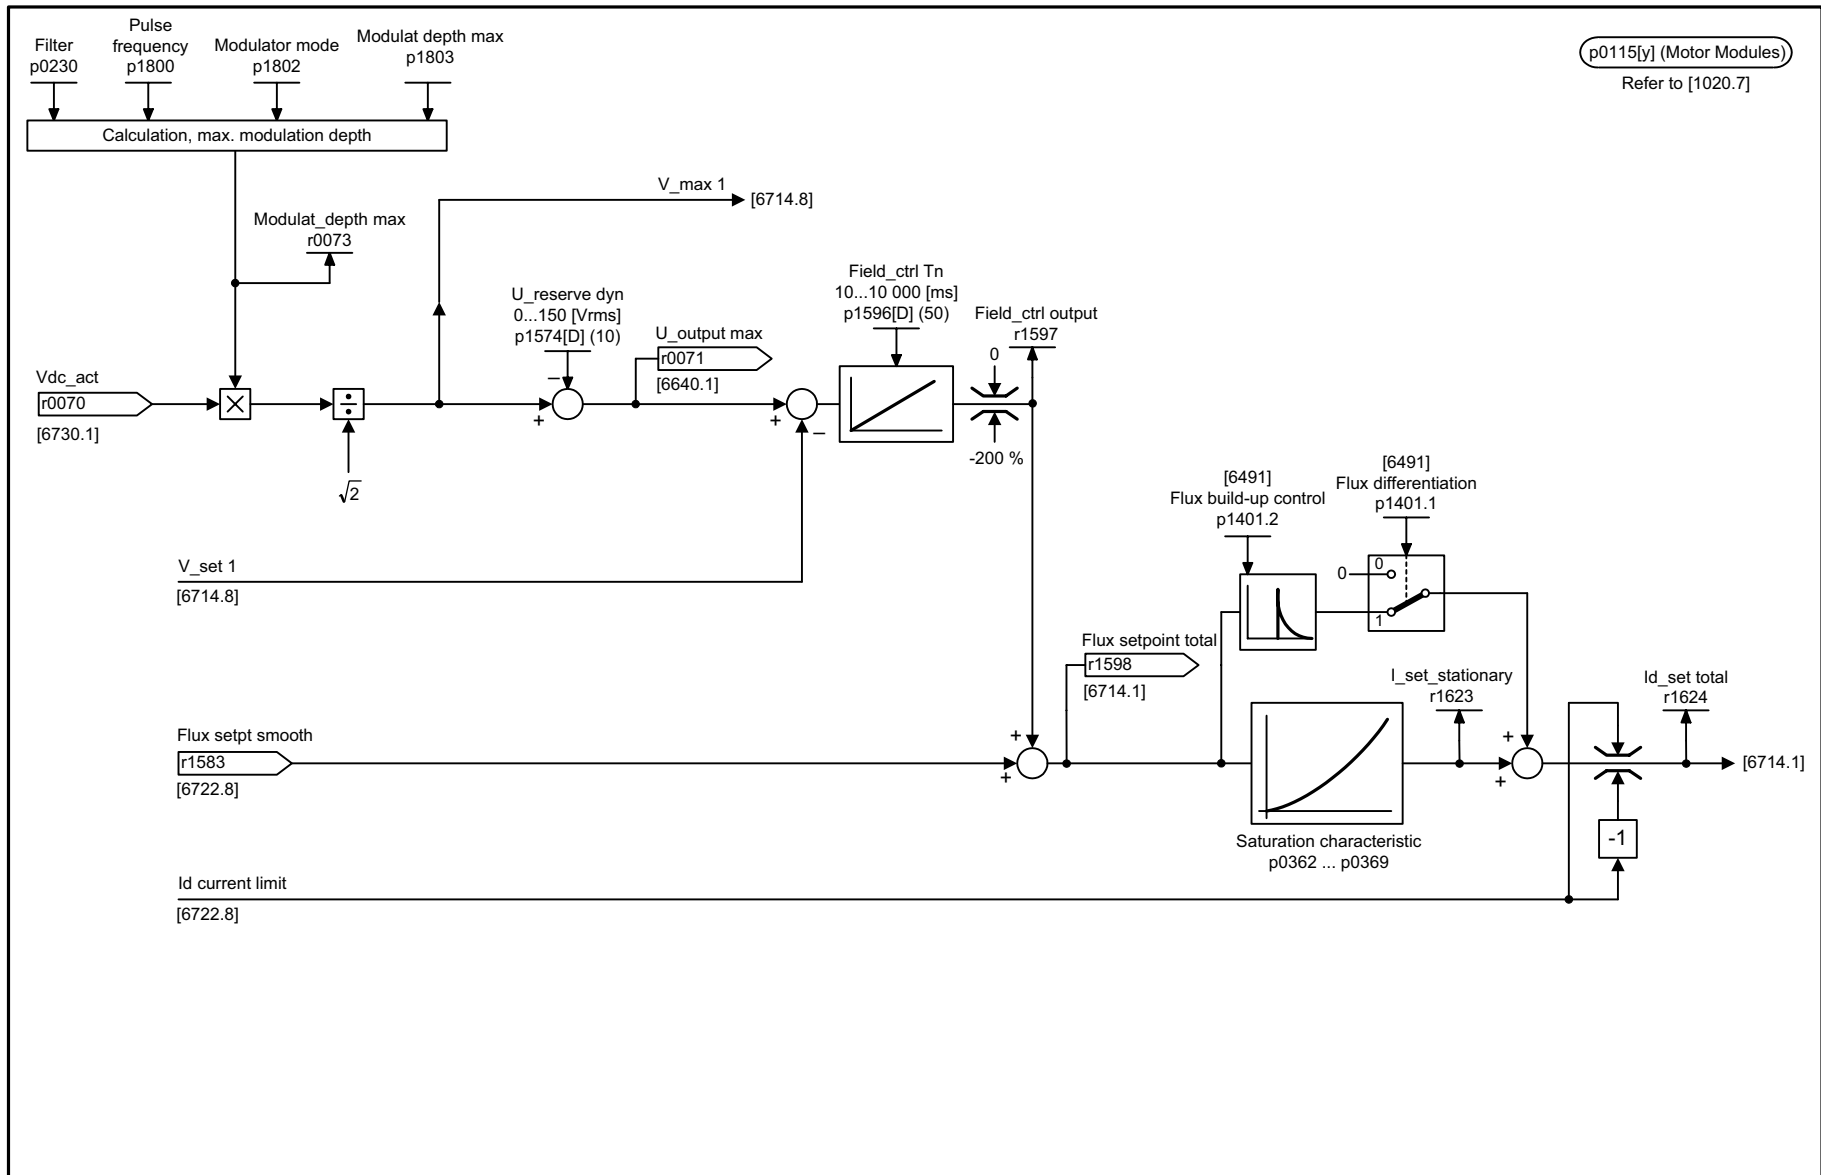 Filter
p0230
Pulse
frequency
p1800
Modulator mode
p1802
Modulat depth max
p1803
p0115[y] (Motor Modules)
Refer to [1020.7]
Calculation, max. modulation depth
V_max 1
[6714.8]
Modulat_depth max
r0073
U_reserve dyn
0...150 [Vrms]
p1574[D] (10)
U_output max
r0071
[6640.1]
Field_ctrl Tn
10...10 000 [ms]
p1596[D] (50)
Field_ctrl output
r1597
0
-200 %
Vdc_act
r0070
[6730.1]
×
÷
√2
–
+
+
–
V_set 1
[6714.8]
[6491]
Flux build-up control
p1401.2
[6491]
Flux differentiation
p1401.1
0
0
1
Flux setpoint total
r1598
[6714.1]
I_set_stationary
r1623
Id_set total
r1624
Flux setpt smooth
r1583
[6722.8]
+
+
+
+
[6714.1]
Saturation characteristic
p0362 ... p0369
-1
Id current limit
[6722.8]